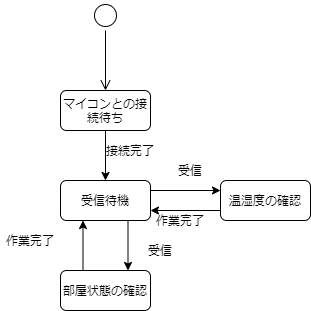 マイコンとの接
続待ち
接続完了
受信
受信待機
温湿度の確認
作業完了
作業完了
受信
部屋状態の確認